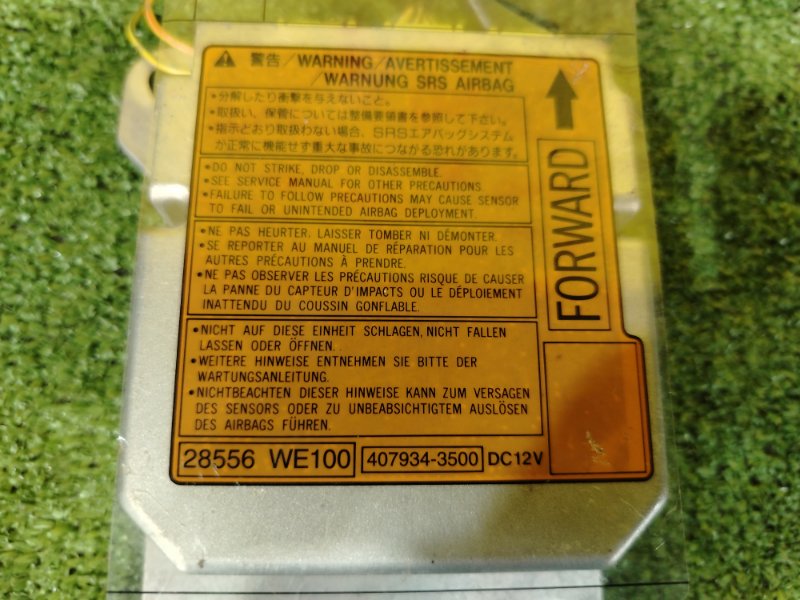 警告/WARNING/AVERTISSEMENT
/WARNUNG SRS AIRBAG
•分解したり衝撃を与えないこと。
•取扱い、保管については整備要領書を参照して下さい。
•指示どおり取扱わない場合、SRSエアバッグシステム
が正常に機能せず重大な事故につながる恐れがあります。
•DO NOT STRIKE, DROP OR DISASSEMBLE.
•SEE SERVICE MANUAL FOR OTHER PRECAUTIONS.
•FAILURE TO FOLLOW PRECAUTIONS MAY CAUSE SENSOR
TO FAIL OR UNINTENDED AIRBAG DEPLOYMENT.
•NE PAS HEURTER. LAISSER TOMBER NI DÉMONTER.
•SE REPORTER AU MANUEL DE RÉPARATION POUR LES
AUTRES PRÉCAUTIONS À PRENDRE.
•NE PAS OBSERVER LES PRÉCAUTIONS RISQUE DE CAUSER
LA PANNE DU CAPTEUR D'IMPACTS OU LE DÉPLOIEMENT
INATTENDU DU COUSSIN GONFLABLE.
•NICHT AUF DIESE EINHEIT SCHLAGEN, NICHT FALLEN
LASSEN ODER ÖFFNEN.
•WEITERE HINWEISE ENTNEHMEN SIE BITTE DER
WARTUNGSANLEITUNG.
•NICHTBEACHTEN DIESER HINWEISE KANN ZUM VERSAGEN
DES SENSORS ODER ZU UNBEABSICHTIGTEM AUSLÖSEN
DES AIRBAGS FÜHREN.
28556 WE100 407934-3500 DC12V
FORWARD